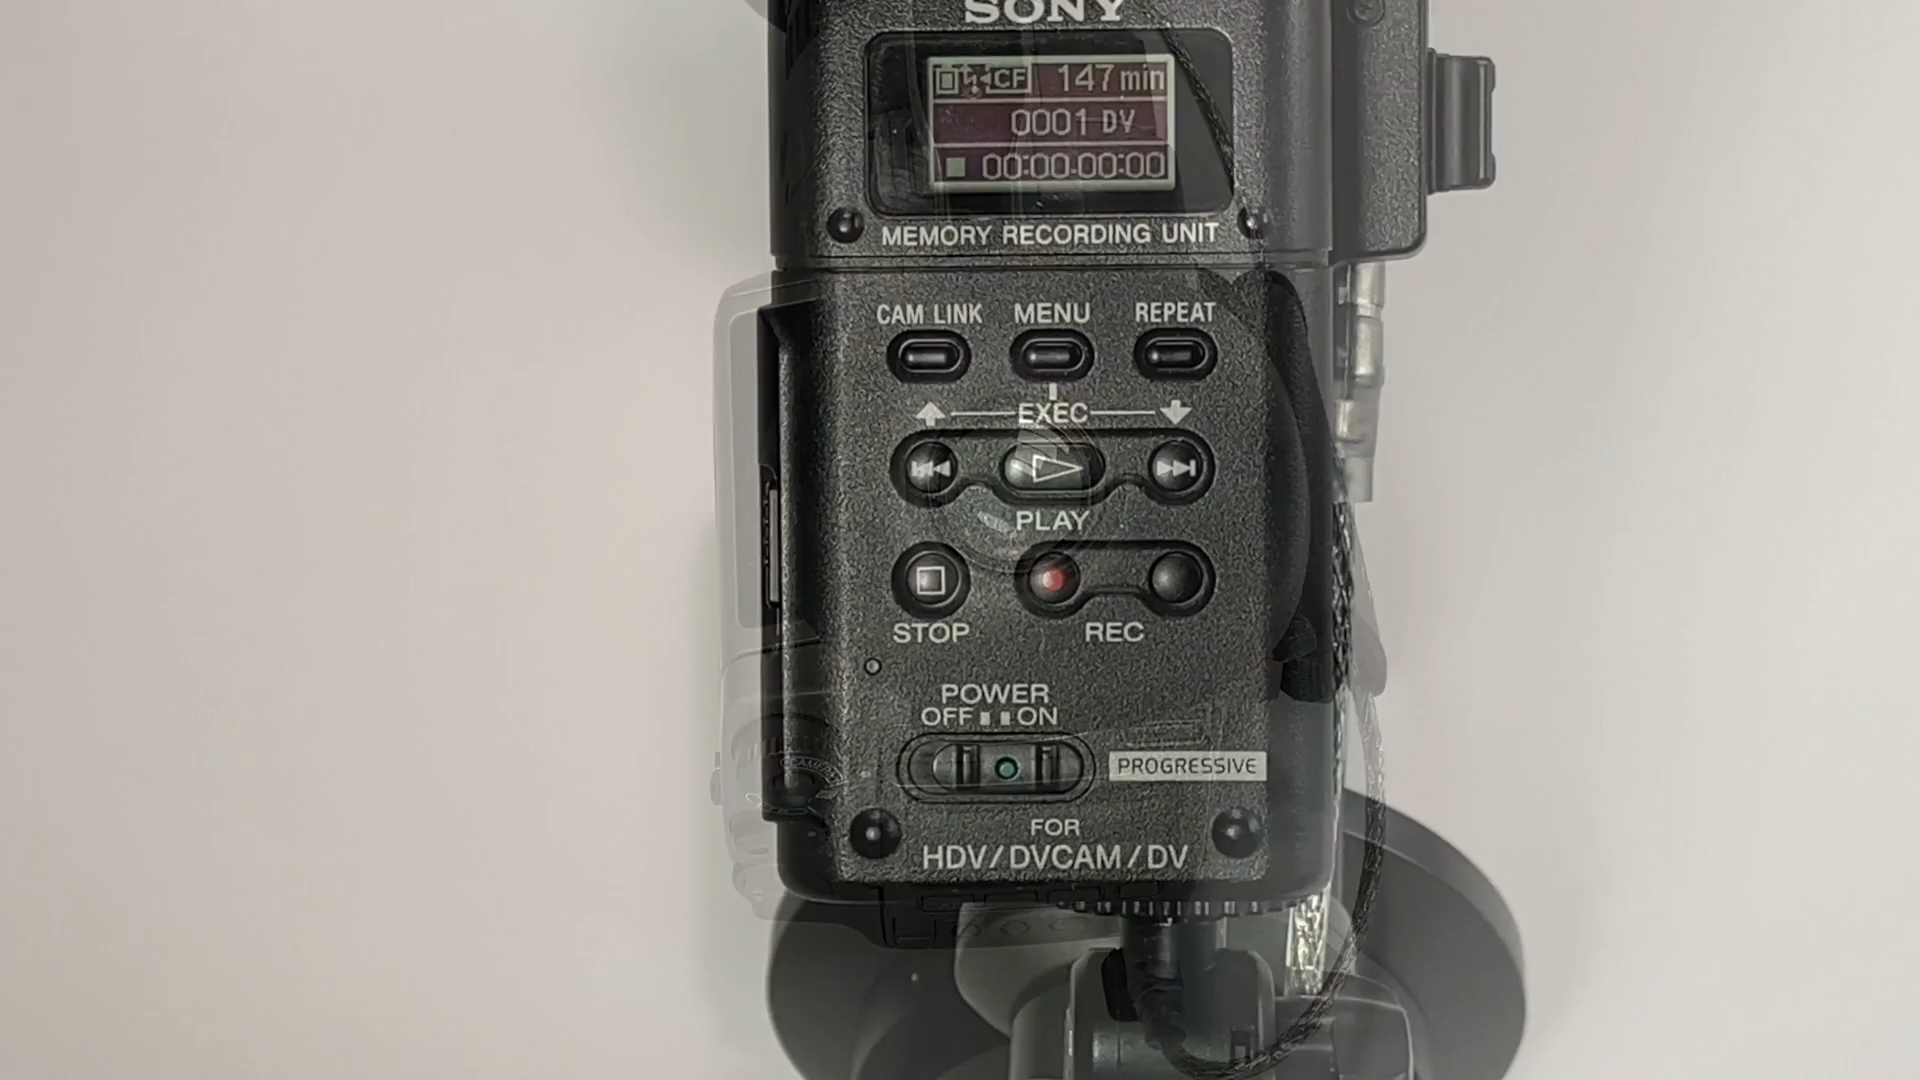 SONY
CF 147 min
0001 DV
00:00:00:00
MEMORY RECORDING UNIT
CAM LINK MENU REPEAT
EXEC
PLAY
STOP REC
POWER
OFF ON
PROGRESSIVE
FOR
HDV/DVCAM/DV